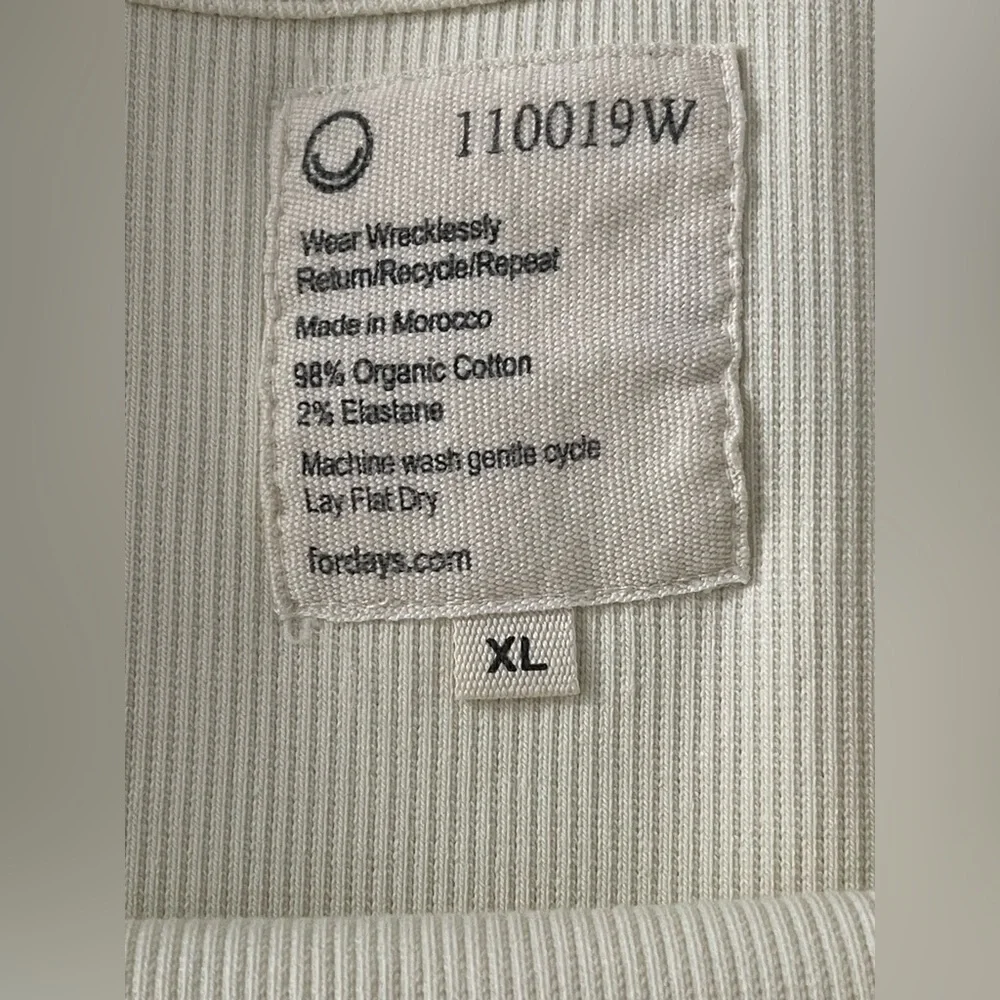 110019W
Wear Wrecklessly
Return/Recycle/Repeat
Made in Morocco
98% Organic Cotton
2% Elastane
Machine wash gentle cycle
Lay Flat Dry
fordays.com
XL